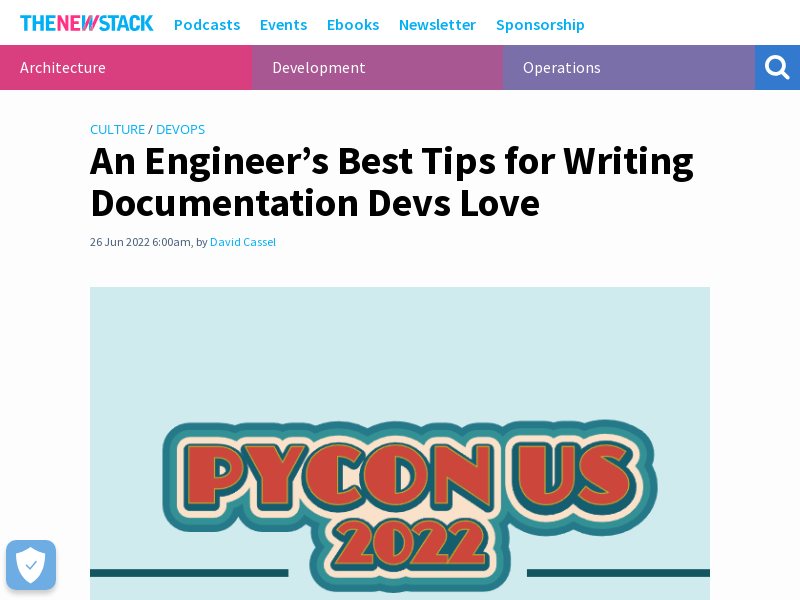 THENEWSTACK Podcasts Events Ebooks Newsletter Sponsorship
Architecture Development Operations
CULTURE / DEVOPS
An Engineer’s Best Tips for Writing
Documentation Devs Love
26 Jun 2022 6:00am, by David Cassel
PYCON US
2022